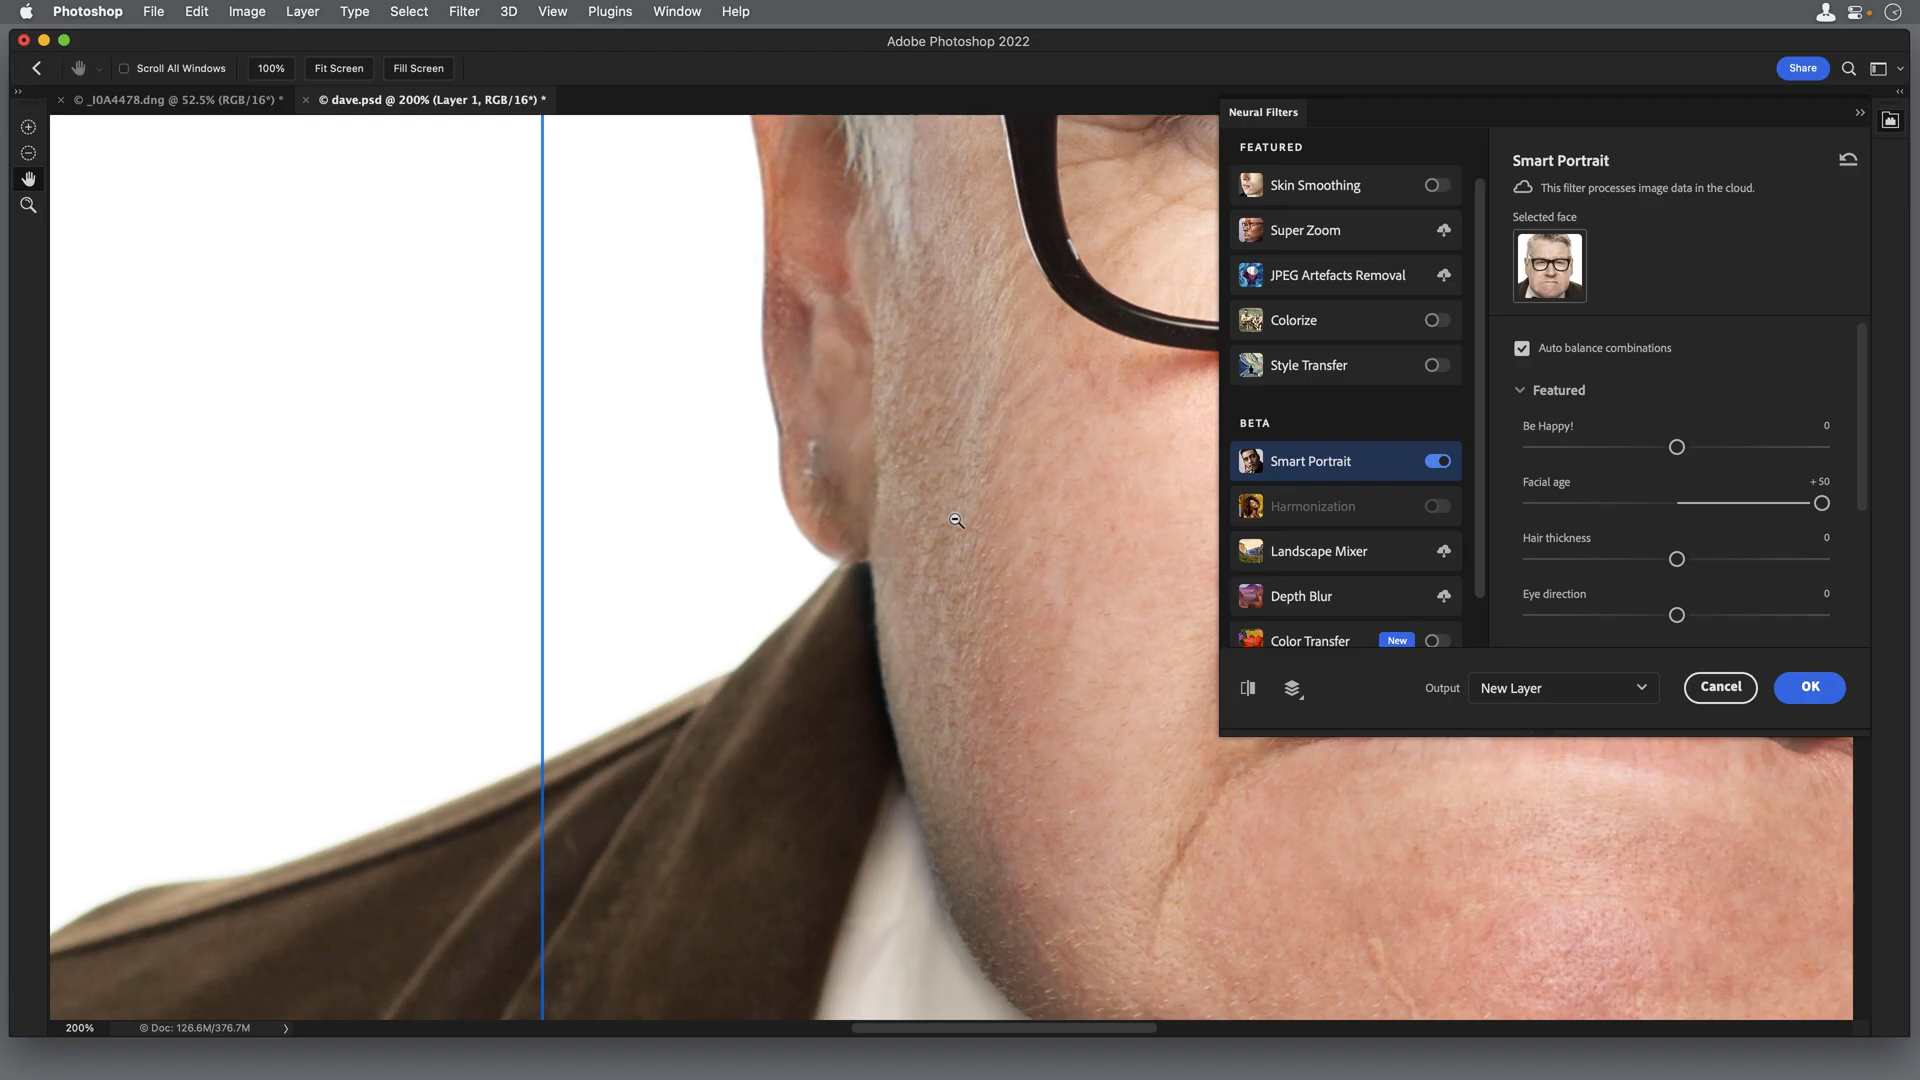 Photoshop File Edit Image Layer Type Select Filter 3D View Plugins Window Help
Adobe Photoshop 2022
Scroll All Windows 100% Fit Screen Fill Screen Share
© _I0A4478.dng @ 52.5% (RGB/16*) * © dave.psd @ 200% (Layer 1, RGB/16*) *
Neural Filters
FEATURED
Skin Smoothing
Super Zoom
JPEG Artefacts Removal
Colorize
Style Transfer
BETA
Smart Portrait
Harmonization
Landscape Mixer
Depth Blur
Color Transfer New
Smart Portrait
This filter processes image data in the cloud.
Selected face
Auto balance combinations
Featured
Be Happy! 0
Facial age +50
Hair thickness 0
Eye direction 0
Output New Layer Cancel OK
200% © Doc: 126.6M/376.7M